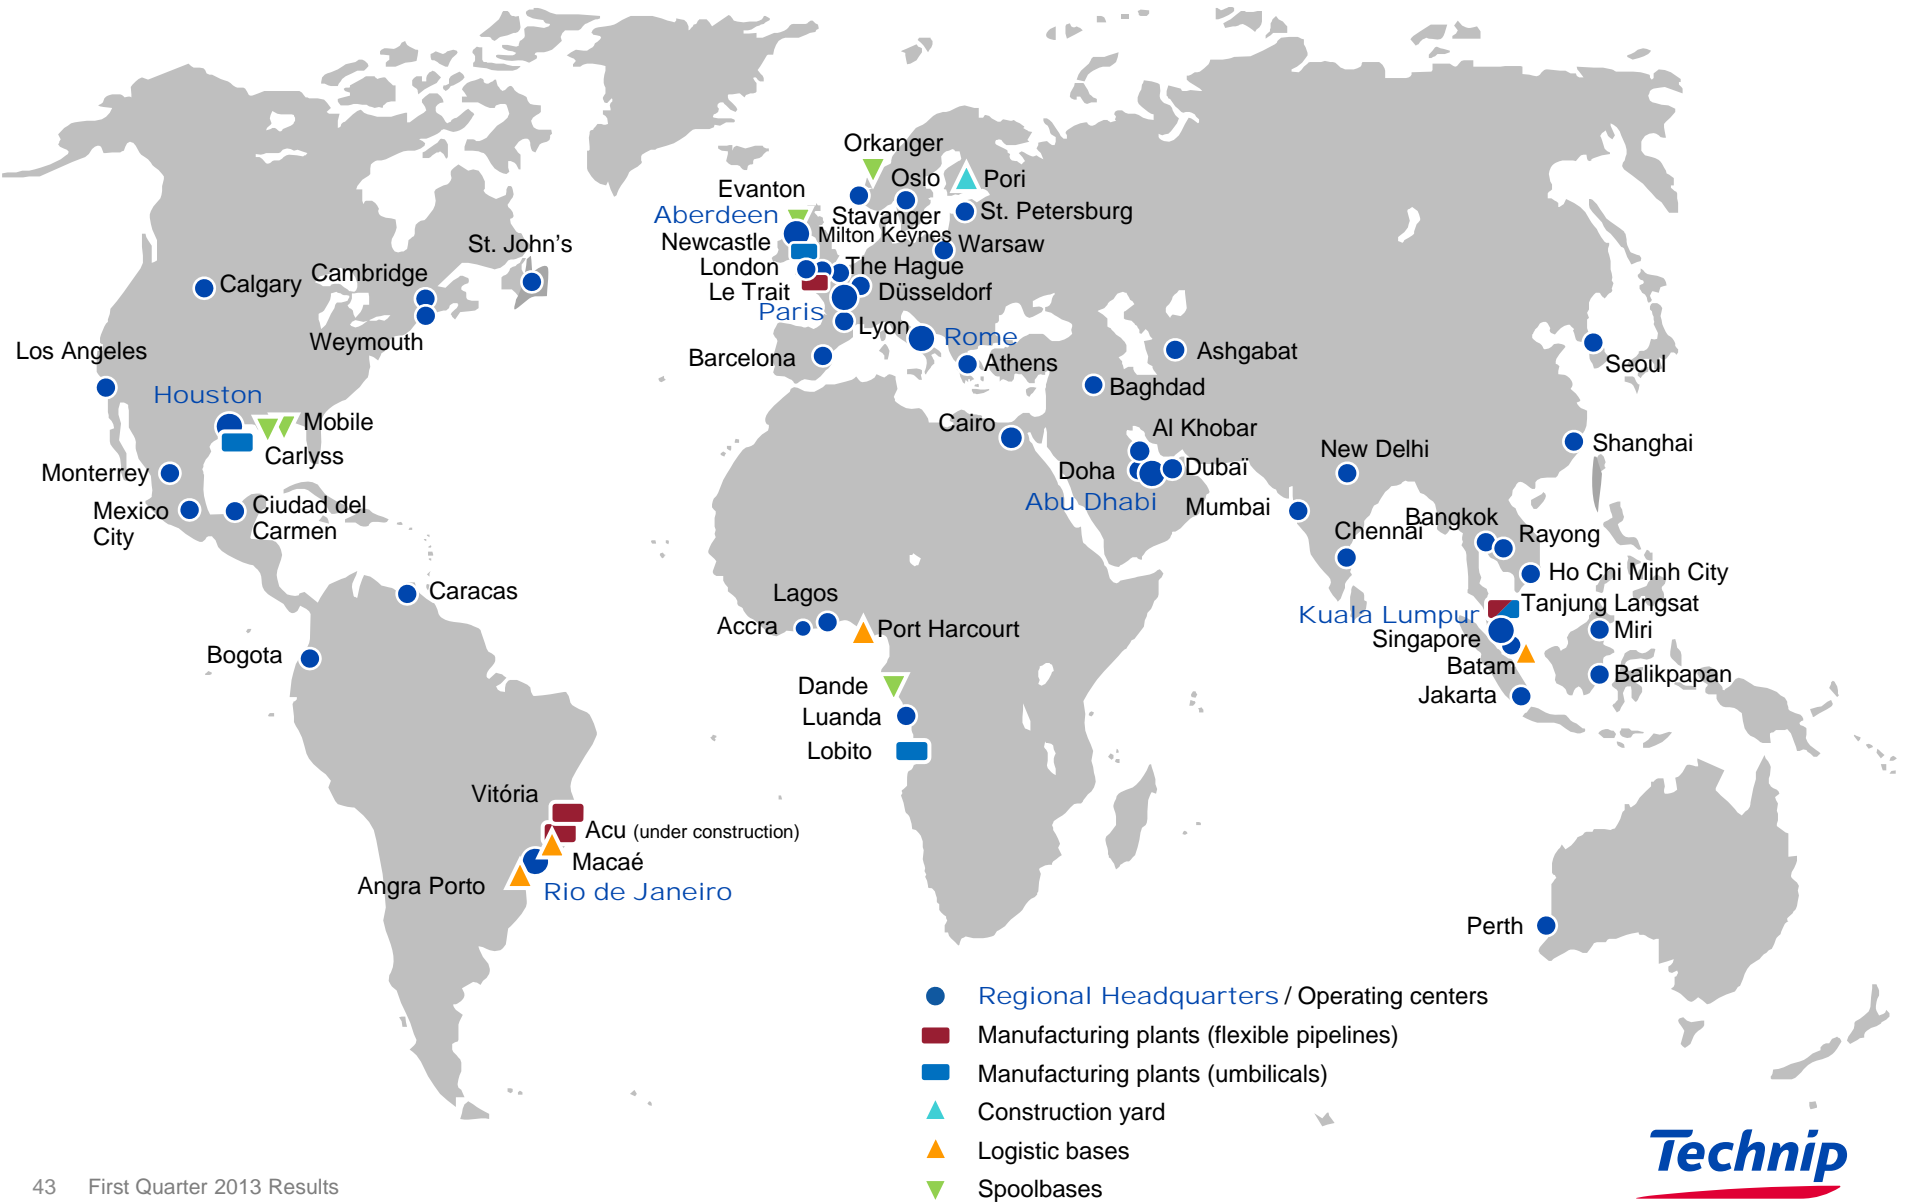 Orkanger
Oslo
Pori
Evanton
Aberdeen
Stavanger
St. Petersburg
Newcastle
Milton Keynes
Warsaw
St. John's
London
The Hague
Calgary
Cambridge
Le Trait
Düsseldorf
Paris
Lyon
Rome
Weymouth
Los Angeles
Barcelona
Athens
Ashgabat
Seoul
Houston
Baghdad
Mobile
Cairo
Al Khobar
Carlyss
New Delhi
Shanghai
Monterrey
Doha
Dubaï
Abu Dhabi
Mumbai
Mexico
City
Ciudad del
Carmen
Bangkok
Chennai
Rayong
Ho Chi Minh City
Caracas
Lagos
Tanjung Langsat
Kuala Lumpur
Accra
Port Harcourt
Miri
Singapore
Bogota
Batam
Balikpapan
Dande
Jakarta
Luanda
Lobito
Vitória
Acu (under construction)
Macaé
Angra Porto
Rio de Janeiro
Perth
Regional Headquarters / Operating centers
Manufacturing plants (flexible pipelines)
Manufacturing plants (umbilicals)
Construction yard
Logistic bases
Spoolbases
Technip
43 First Quarter 2013 Results